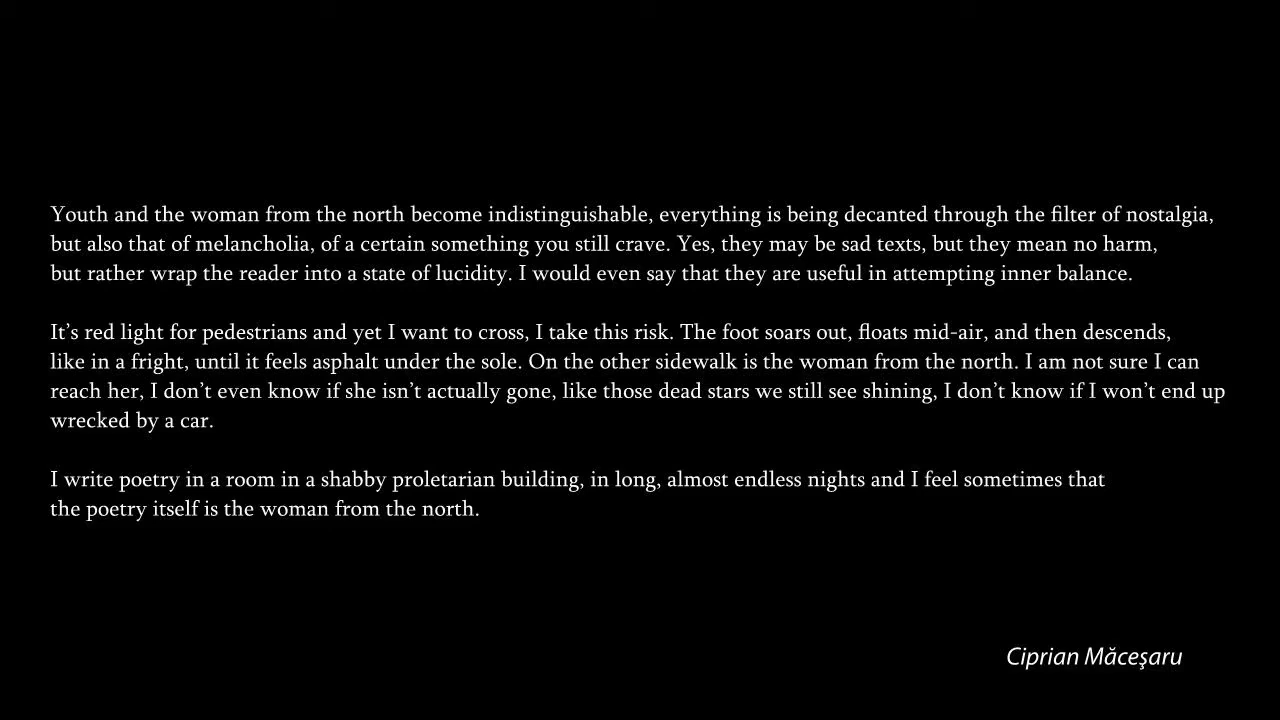 Youth and the woman from the north become indistinguishable, everything is being decanted through the filter of nostalgia,
but also that of melancholia, of a certain something you still crave. Yes, they may be sad texts, but they mean no harm,
but rather wrap the reader into a state of lucidity. I would even say that they are useful in attempting inner balance.
It’s red light for pedestrians and yet I want to cross, I take this risk. The foot soars out, floats mid-air, and then descends,
like in a fright, until it feels asphalt under the sole. On the other sidewalk is the woman from the north. I am not sure I can
reach her, I don’t even know if she isn’t actually gone, like those dead stars we still see shining, I don’t know if I won’t end up
wrecked by a car.
I write poetry in a room in a shabby proletarian building, in long, almost endless nights and I feel sometimes that
the poetry itself is the woman from the north.
Ciprian Măceşaru